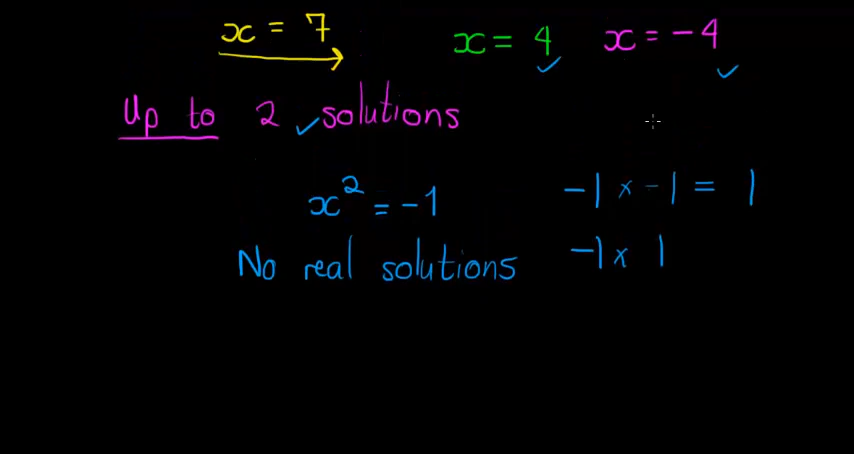 x = 7 x = 4 x = -4
Up to 2 solutions
x² = -1 -1 x -1 = 1
No real solutions -1 x 1